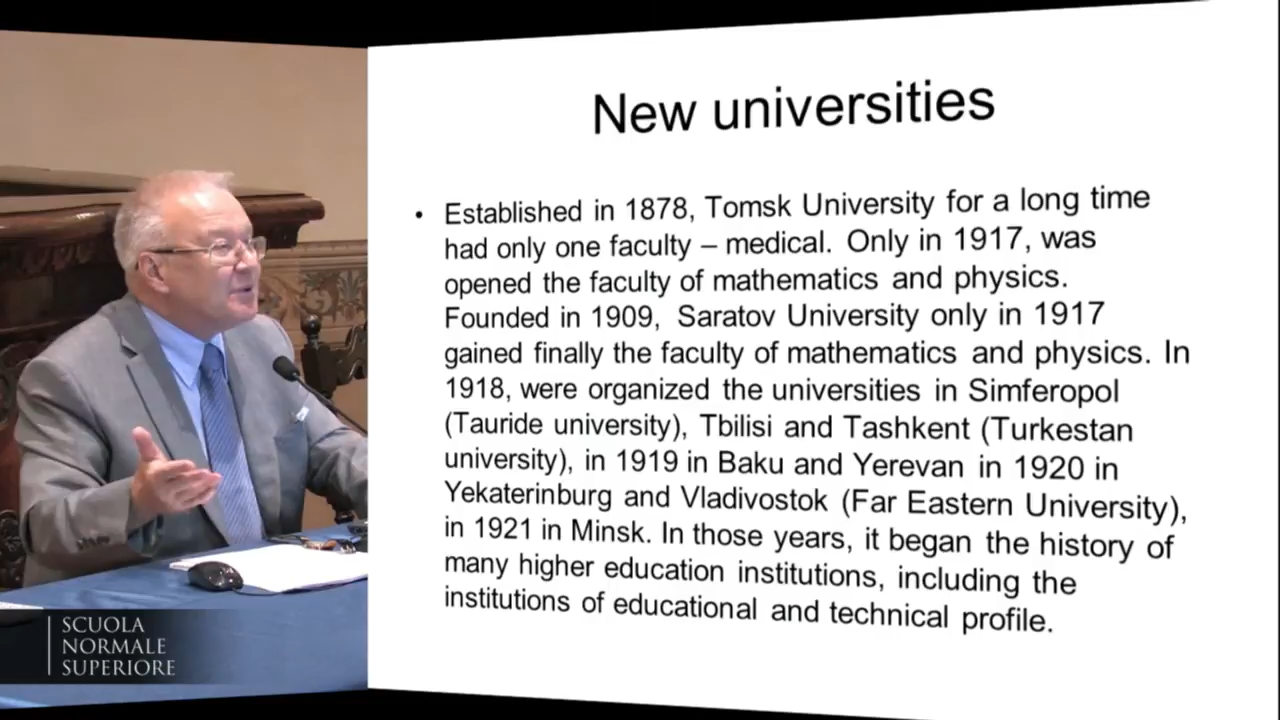 New universities
• Established in 1878, Tomsk University for a long time
had only one faculty – medical. Only in 1917, was
opened the faculty of mathematics and physics.
Founded in 1909, Saratov University only in 1917
gained finally the faculty of mathematics and physics. In
1918, were organized the universities in Simferopol
(Tauride university), Tbilisi and Tashkent (Turkestan
university), in 1919 in Baku and Yerevan in 1920 in
Yekaterinburg and Vladivostok (Far Eastern University),
in 1921 in Minsk. In those years, it began the history of
many higher education institutions, including the
institutions of educational and technical profile.
SCUOLA
NORMALE
SUPERIORE